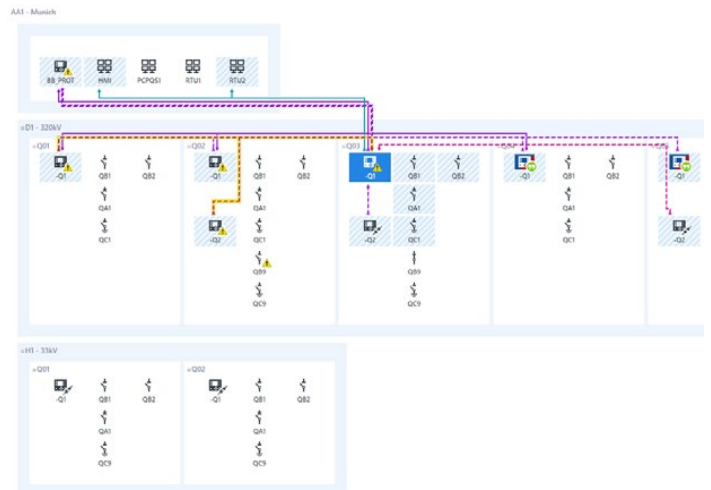 AA1 - Munich
BB_PROT HMI PCPQS1 RTU1 RTU2
=D1 - 320kV
=Q01 =Q02 =Q03
-Q1 QB1 QB2 -Q1 QB1 QB2 -Q1 QB1 QB2 -Q1 QB1 QB2 -Q1
QA1 QA1 QA1 QA1
QC1 -Q2 QC1 -Q2 QC1 QC1 -Q2
QB9 QB9
QC9 QC9
=H1 - 33kV
=Q01 =Q02
-Q1 QB1 QB2 -Q1 QB1 QB2
QA1 QA1
QC9 QC9